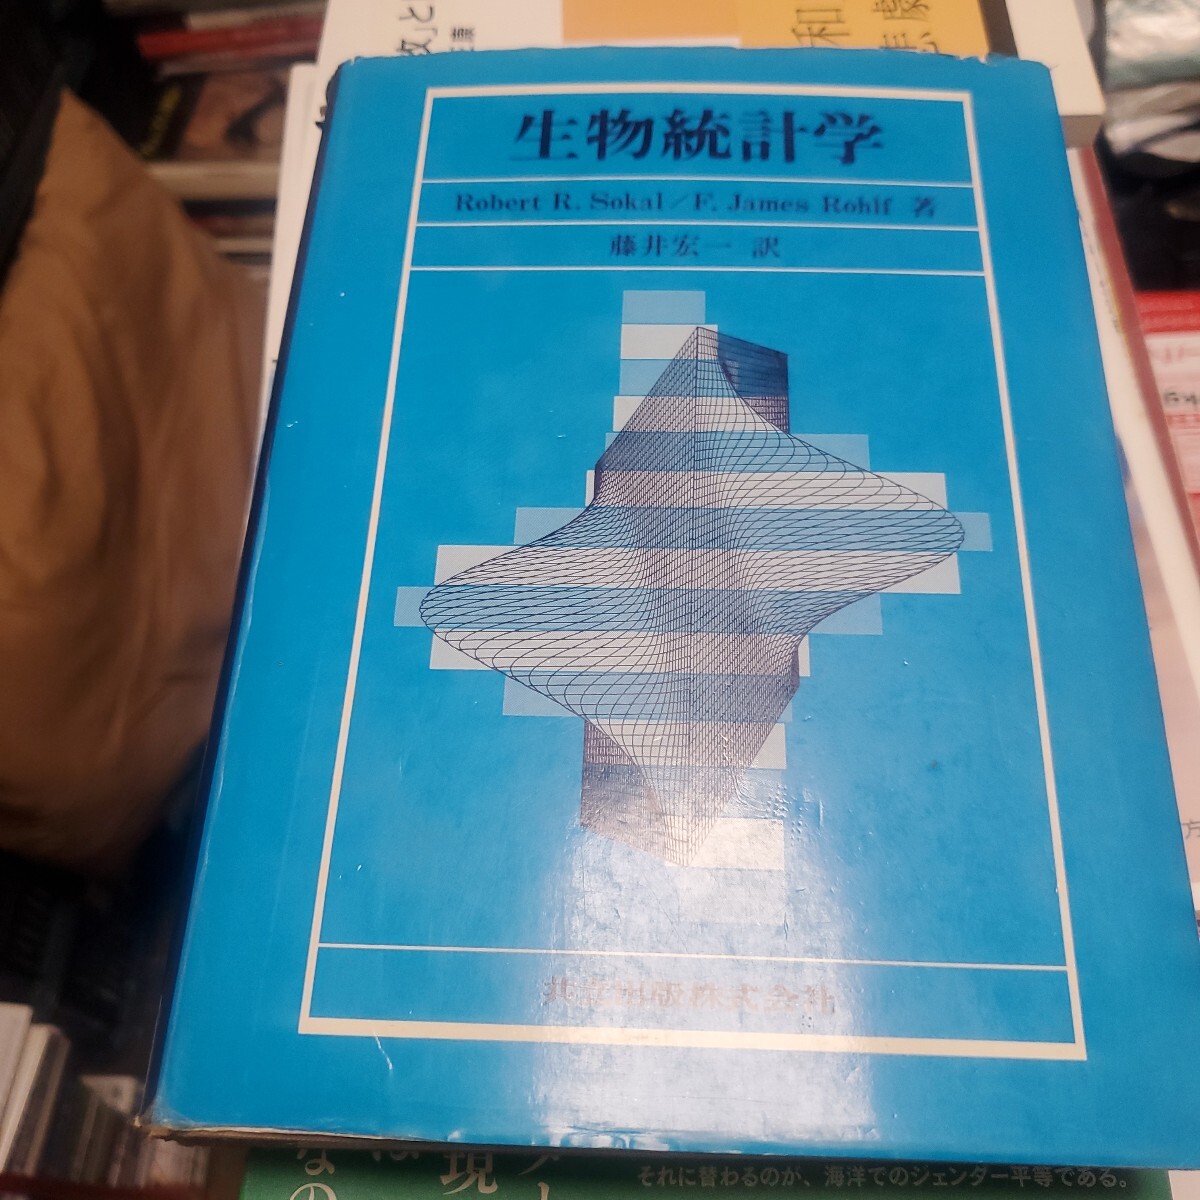 生物統計学
Robert R. Sokal/F. James Rohlf 著
藤井宏一 訳
共立出版株式会社
それに替わるのが、海洋でのジェンダー平等である。